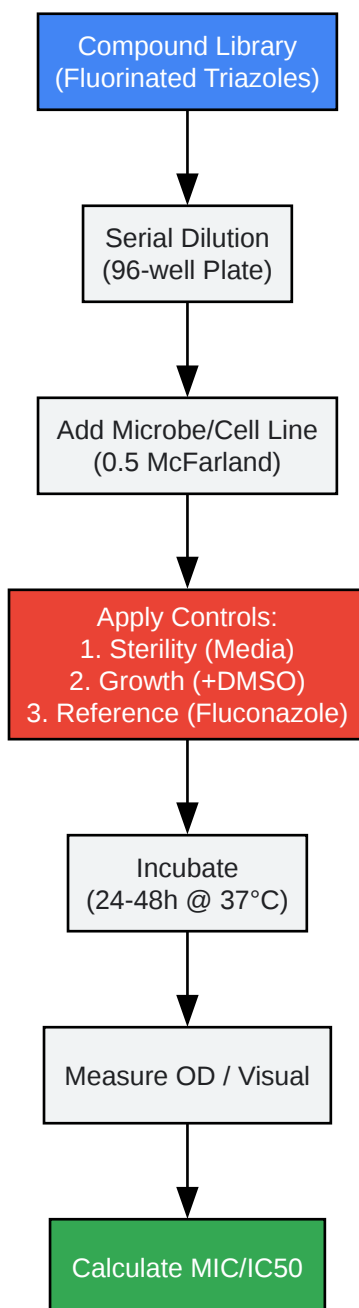 Compound Library
(Fluorinated Triazoles)
Serial Dilution
(96-well Plate)
Add Microbe/Cell Line
(0.5 McFarland)
Apply Controls:
1. Sterility (Media)
2. Growth (+DMSO)
3. Reference (Fluconazole)
Incubate
(24-48h @ 37°C)
Measure OD / Visual
Calculate MIC/IC50